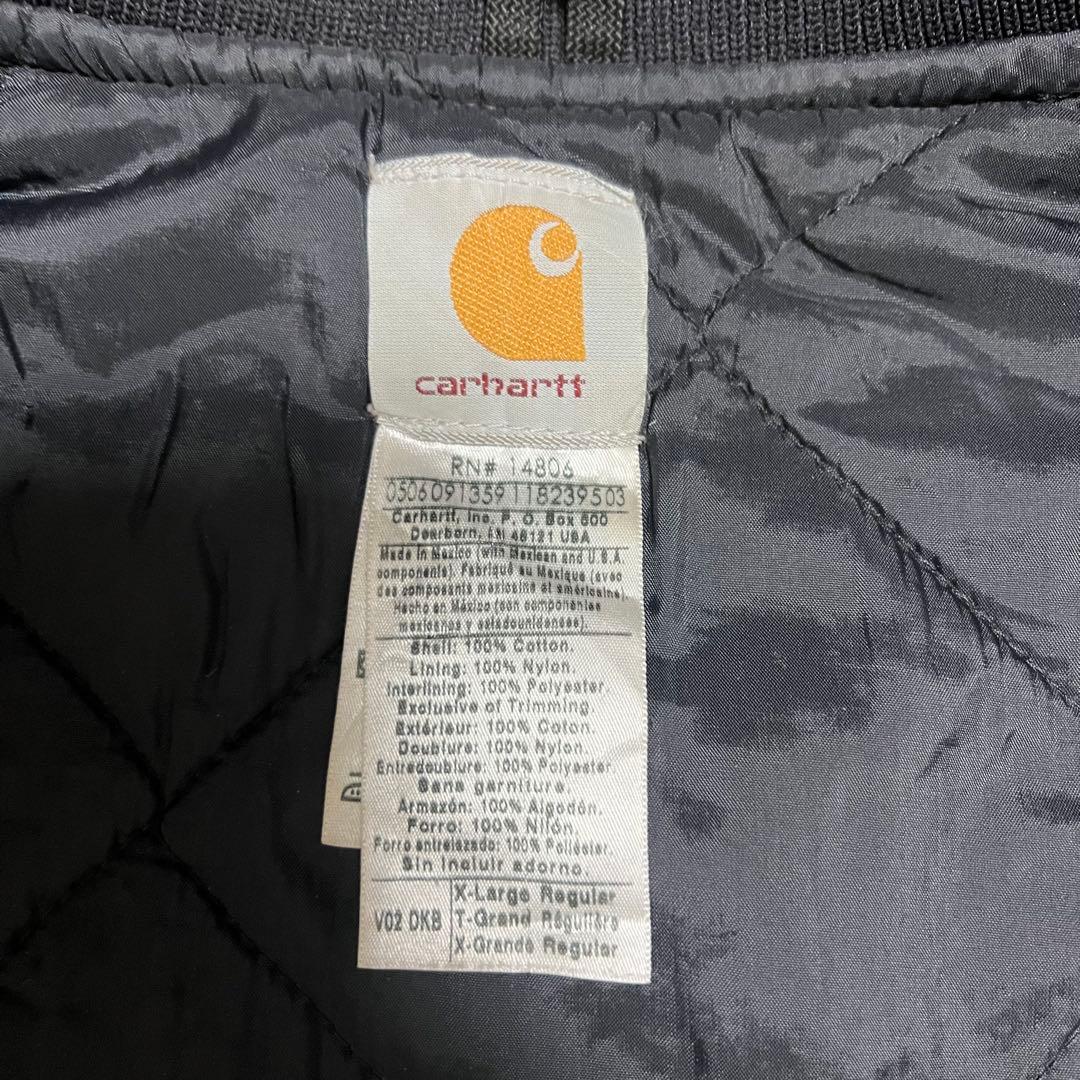 carhartt
RN# 14806
0506091359118239503
Carhartt, Inc. P. O. Box 600
Dearborn, MI 48121 USA
Made in Mexico (with Mexican and U.S.A
components). Fabriqué au Mexique (avec
des composants mexicains et américains).
Hecho en México (con componentes
mexicanos y estadounidenses).
Shell: 100% Cotton.
Lining: 100% Nylon.
Interlining: 100% Polyester.
Exclusive of Trimming
Extérieur: 100% Coton.
Doublure: 100% Nylon.
Entredoublure: 100% Polyester.
Sans garniture.
Armazón: 100% Algodón.
Forro: 100% Nilón.
Forro entrelazado: 100% Poliéster.
Sin incluir adorno.
V02 DKB
X-Large Regular
T-Grand Régulière
X-Grande Regular